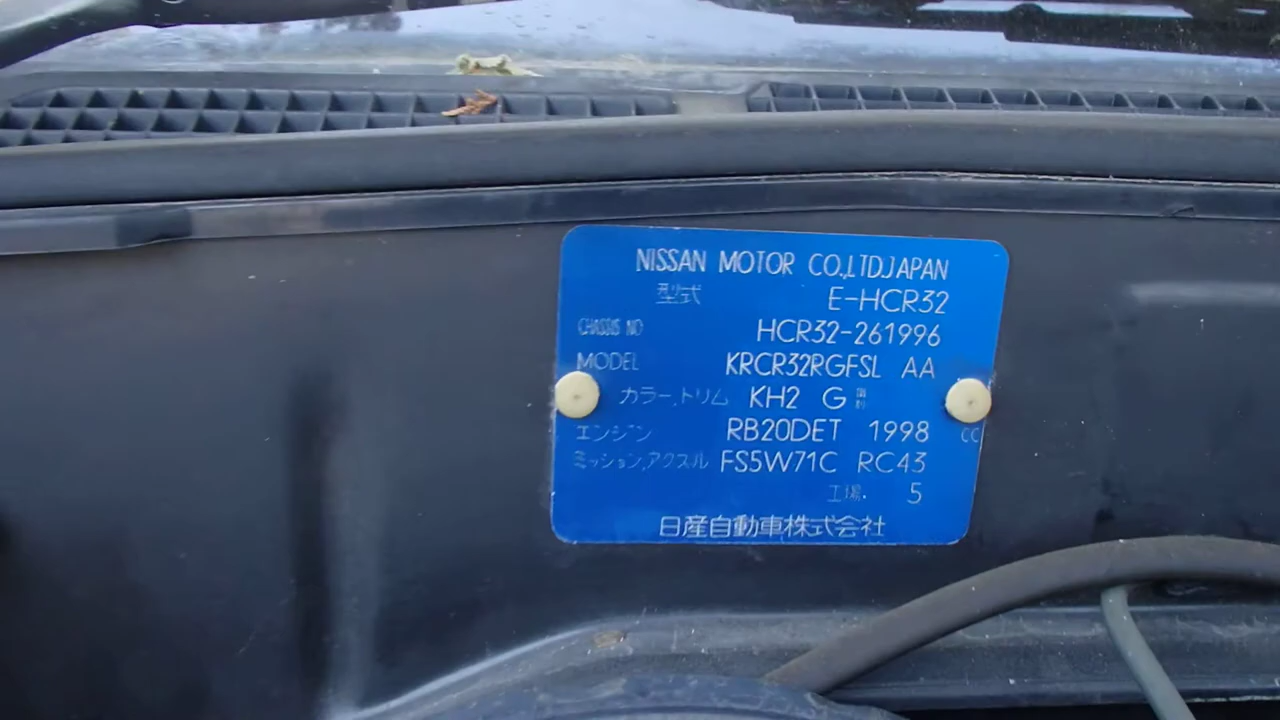 NISSAN MOTOR CO.,LTD.JAPAN
型式 E-HCR32
CHASSIS NO HCR32-261996
MODEL KRCR32RGFSL AA
カラー,トリム KH2 G
エンジン RB20DET 1998 CC
ミッション,アクスル FS5W71C RC43
工場. 5
日産自動車株式会社